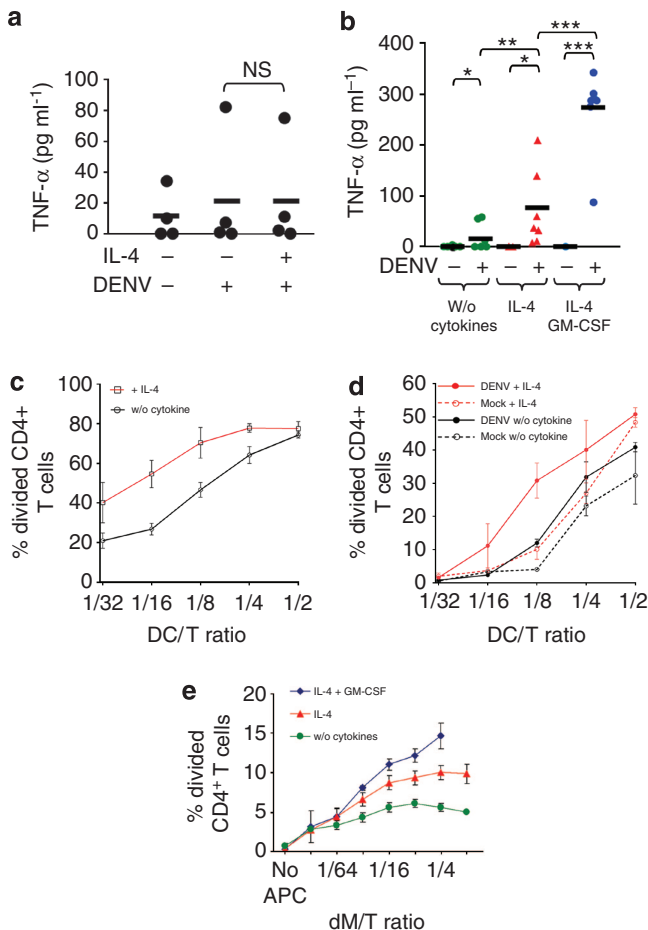 a
TNF-α (pg ml-1)
100
80
60
40
20
0
NS
IL-4 – – +
DENV – + +
b
TNF-α (pg ml–1)
400
300
200
100
0
* ** * *** ***
DENV – + – + – +
W/o cytokines
IL-4
IL-4 GM-CSF
c
% divided CD4+ T cells
100
80
60
40
20
0
+ IL-4
w/o cytokine
1/32 1/16 1/8 1/4 1/2
DC/T ratio
d
% divided CD4+ T cells
60
50
40
30
20
10
0
DENV + IL-4
Mock + IL-4
DENV w/o cytokine
Mock w/o cytokine
1/32 1/16 1/8 1/4 1/2
DC/T ratio
e
% divided CD4+ T cells
20
15
10
5
0
IL-4 + GM-CSF
IL-4
w/o cytokines
No APC 1/64 1/16 1/4
dM/T ratio